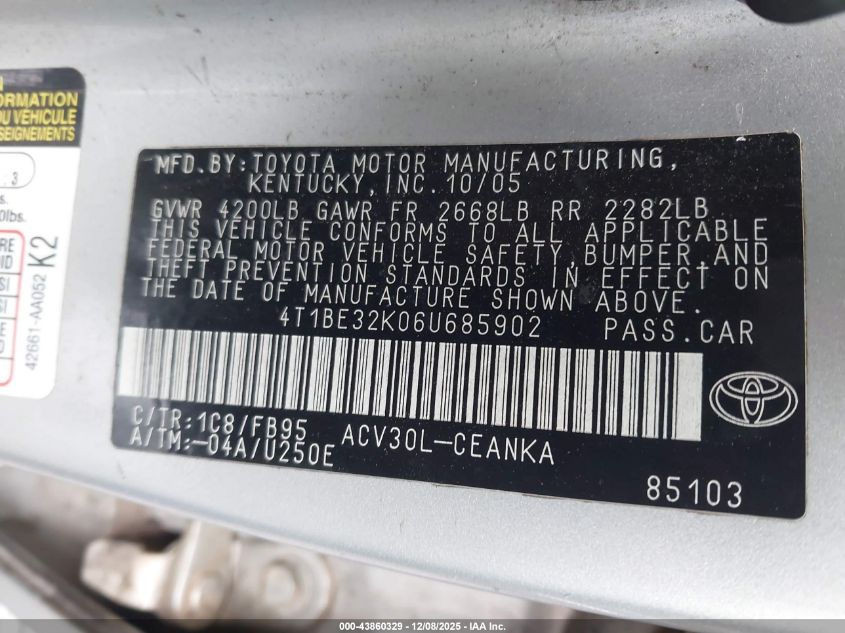 ORMATION
DU VÉHICULE
SEIGNEMENTS
42661-AA052
K2
MFD. BY: TOYOTA MOTOR MANUFACTURING,
KENTUCKY, INC. 10/05
GVWR 4200LB GAWR FR 2668LB RR 2282LB
THIS VEHICLE CONFORMS TO ALL APPLICABLE
FEDERAL MOTOR VEHICLE SAFETY, BUMPER, AND
THEFT PREVENTION STANDARDS IN EFFECT ON
THE DATE OF MANUFACTURE SHOWN ABOVE.
4T1BE32K06U685902 PASS.CAR
C/TR: 1C8/FB95 ACV30L-CEANKA
A/TM: -04A/U250E
85103
000-43860329 - 12/08/2025 - IAA Inc.